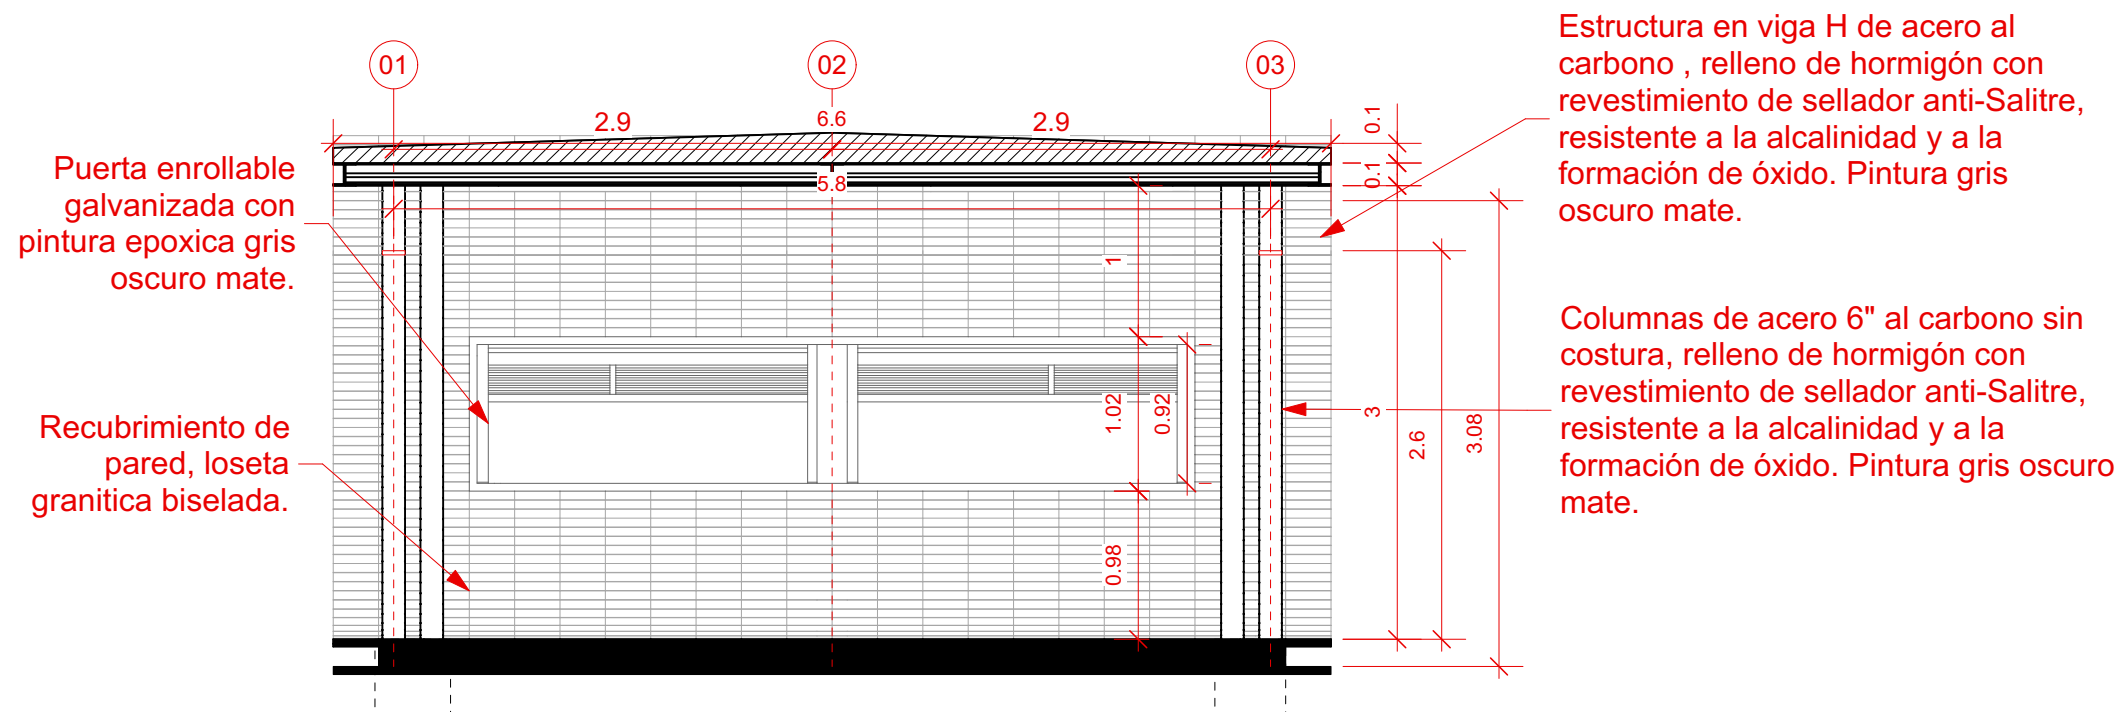 01
02
03
2.9
6.6
2.9
5.8
0.1
0.1
Puerta enrollable
galvanizada con
pintura epoxica gris
oscuro mate.
Recubrimiento de
pared, loseta
granitica biselada.
1
1.02
0.92
0.98
3
2.6
3.08
Estructura en viga H de acero al
carbono , relleno de hormigón con
revestimiento de sellador anti-Salitre,
resistente a la alcalinidad y a la
formación de óxido. Pintura gris
oscuro mate.
Columnas de acero 6" al carbono sin
costura, relleno de hormigón con
revestimiento de sellador anti-Salitre,
resistente a la alcalinidad y a la
formación de óxido. Pintura gris oscuro
mate.